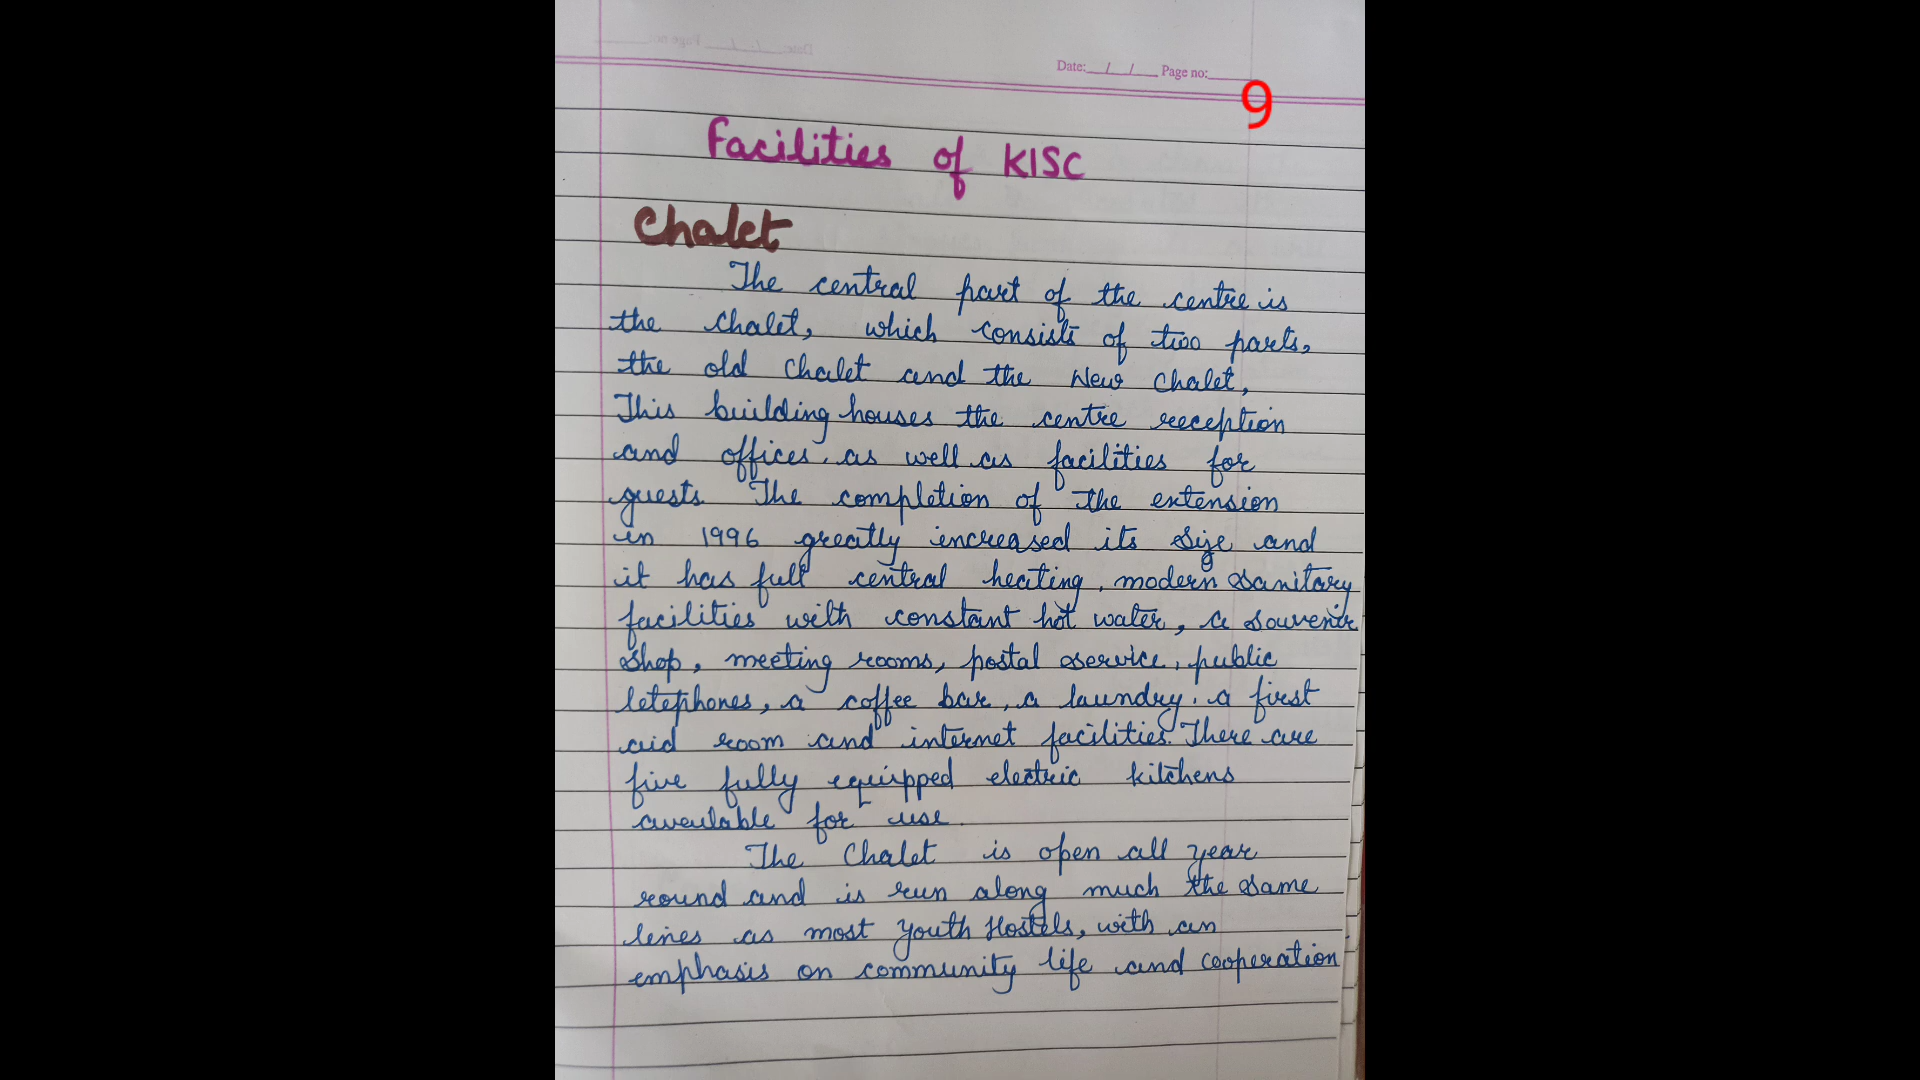 Date: / / Page no:
9
Facilities of KISC
Chalet
The central part of the centre is
the Chalet, which consists of two parts,
the old Chalet and the New Chalet,
This building houses the centre reception
and offices. as well as facilities for
guests. The completion of the extension
in 1996 greatly increased its size and
it has full central heating, modern sanitary
facilities with constant hot water, a souvenir
shop, meeting rooms, postal service, public
letephones, a coffee bar, a laundry. a first
aid room and internet facilities. There are
five fully equipped electric kitchens
available for use.
The Chalet is open all year
round and is run along much the same
lines as most Youth Hostels, with an
emphasis on community life and cooperation